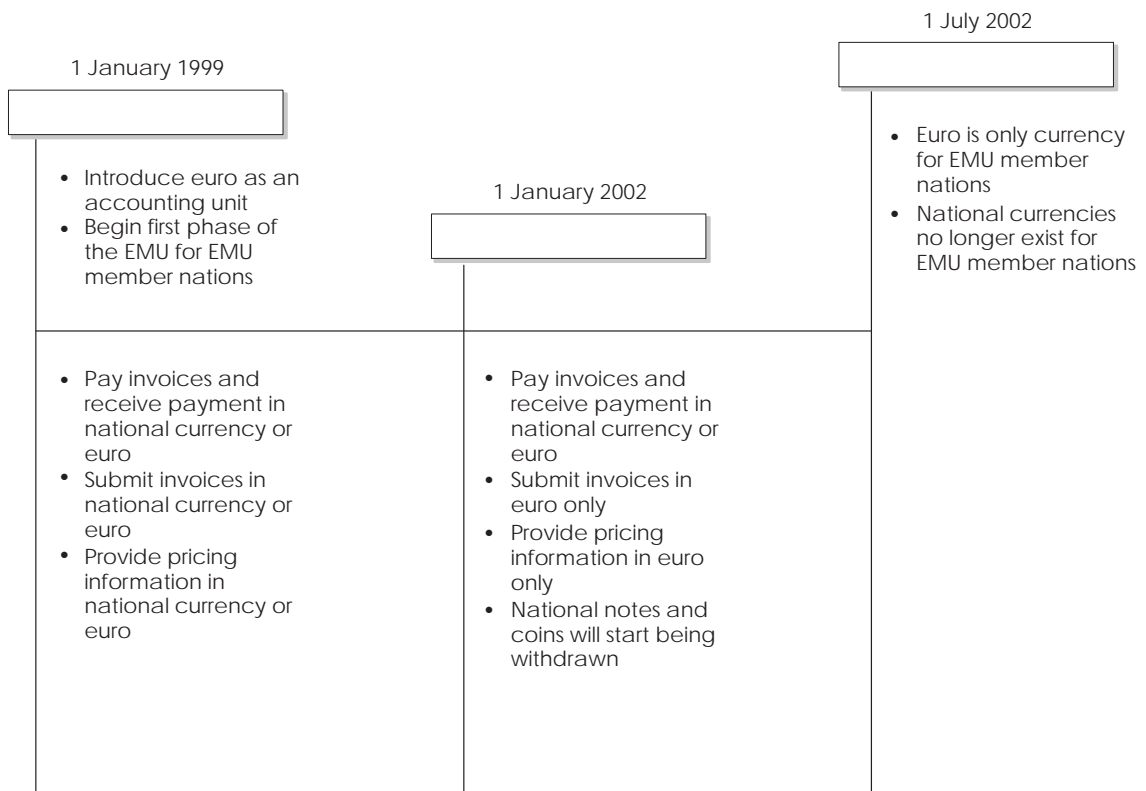 1 January 1999
• Introduce euro as an
accounting unit
• Begin first phase of
the EMU for EMU
member nations
• Pay invoices and
receive payment in
national currency or
euro
• Submit invoices in
national currency or
euro
• Provide pricing
information in
national currency or
euro
1 January 2002
• Pay invoices and
receive payment in
national currency or
euro
• Submit invoices in
euro only
• Provide pricing
information in euro
only
• National notes and
coins will start being
withdrawn
1 July 2002
• Euro is only currency
for EMU member
nations
• National currencies
no longer exist for
EMU member nations